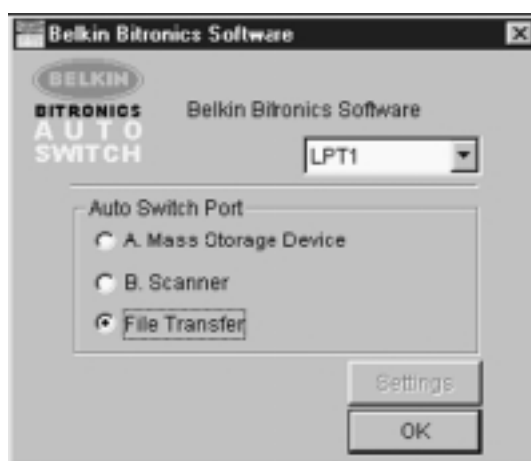 Belkin Bitronics Software
BELKIN
BITRONICS
AUTO
SWITCH
Belkin Bitronics Software
LPT1
Auto Switch Port
A. Mass Storage Device
B. Scanner
File Transfer
Settings
OK